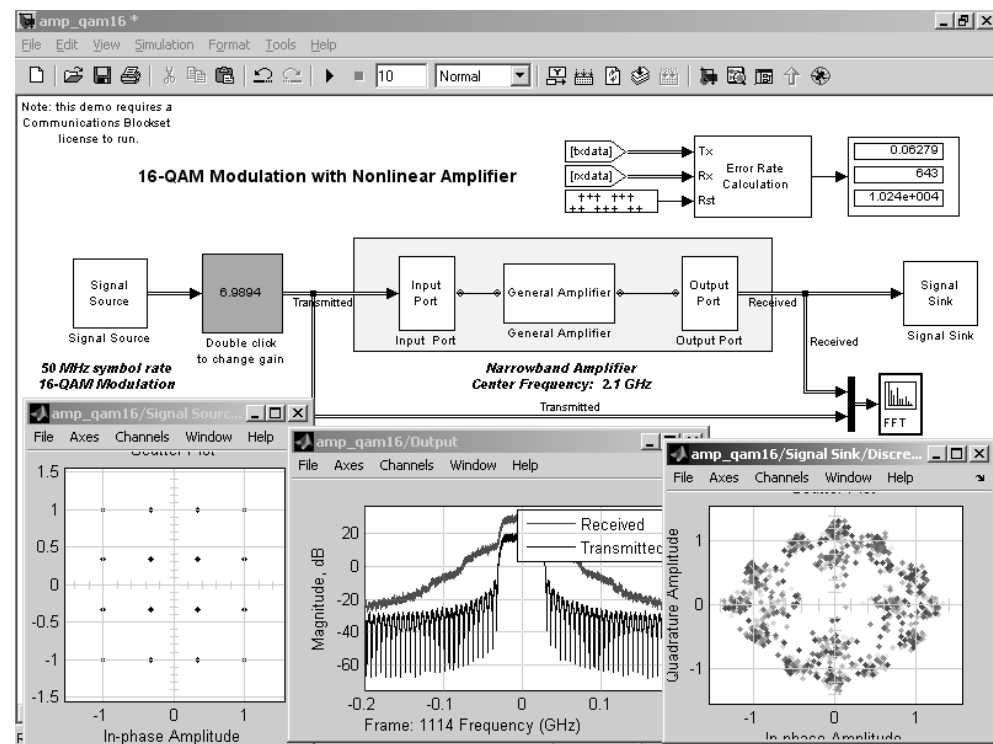 amp_qam16 *
File Edit View Simulation Format Tools Help
10 Normal
Note: this demo requires a
Communications Blockset
license to run.
16-QAM Modulation with Nonlinear Amplifier
[txdata]
[rxdata]
Tx
Rx
Rst
Error Rate
Calculation
0.06279
643
1.024e+004
Signal
Source
Signal Source
6.9894
Double click
to change gain
Transmitted
Input
Port
Input Port
General Amplifier
General Amplifier
Output
Port
Output Port
Received
Signal
Sink
Signal Sink
Received
50 MHz symbol rate
16-QAM Modulation
Narrowband Amplifier
Center Frequency: 2.1 GHz
Transmitted
FFT
amp_qam16/Signal Sourc...
File Axes Channels Window Help
Scatter Plot
1.5
1
0.5
0
-0.5
-1
-1.5
-1 0 1
In-phase Amplitude
amp_qam16/Output
File Axes Channels Window Help
Received
Transmitted
Magnitude, dB
20
0
-20
-40
-60
-0.2 -0.1 0 0.1
Frame: 1114 Frequency (GHz)
amp_qam16/Signal Sink/Discre...
File Axes Channels Window Help
Quadrature Amplitude
1
0
-1
-1 0 1
In-phase Amplitude